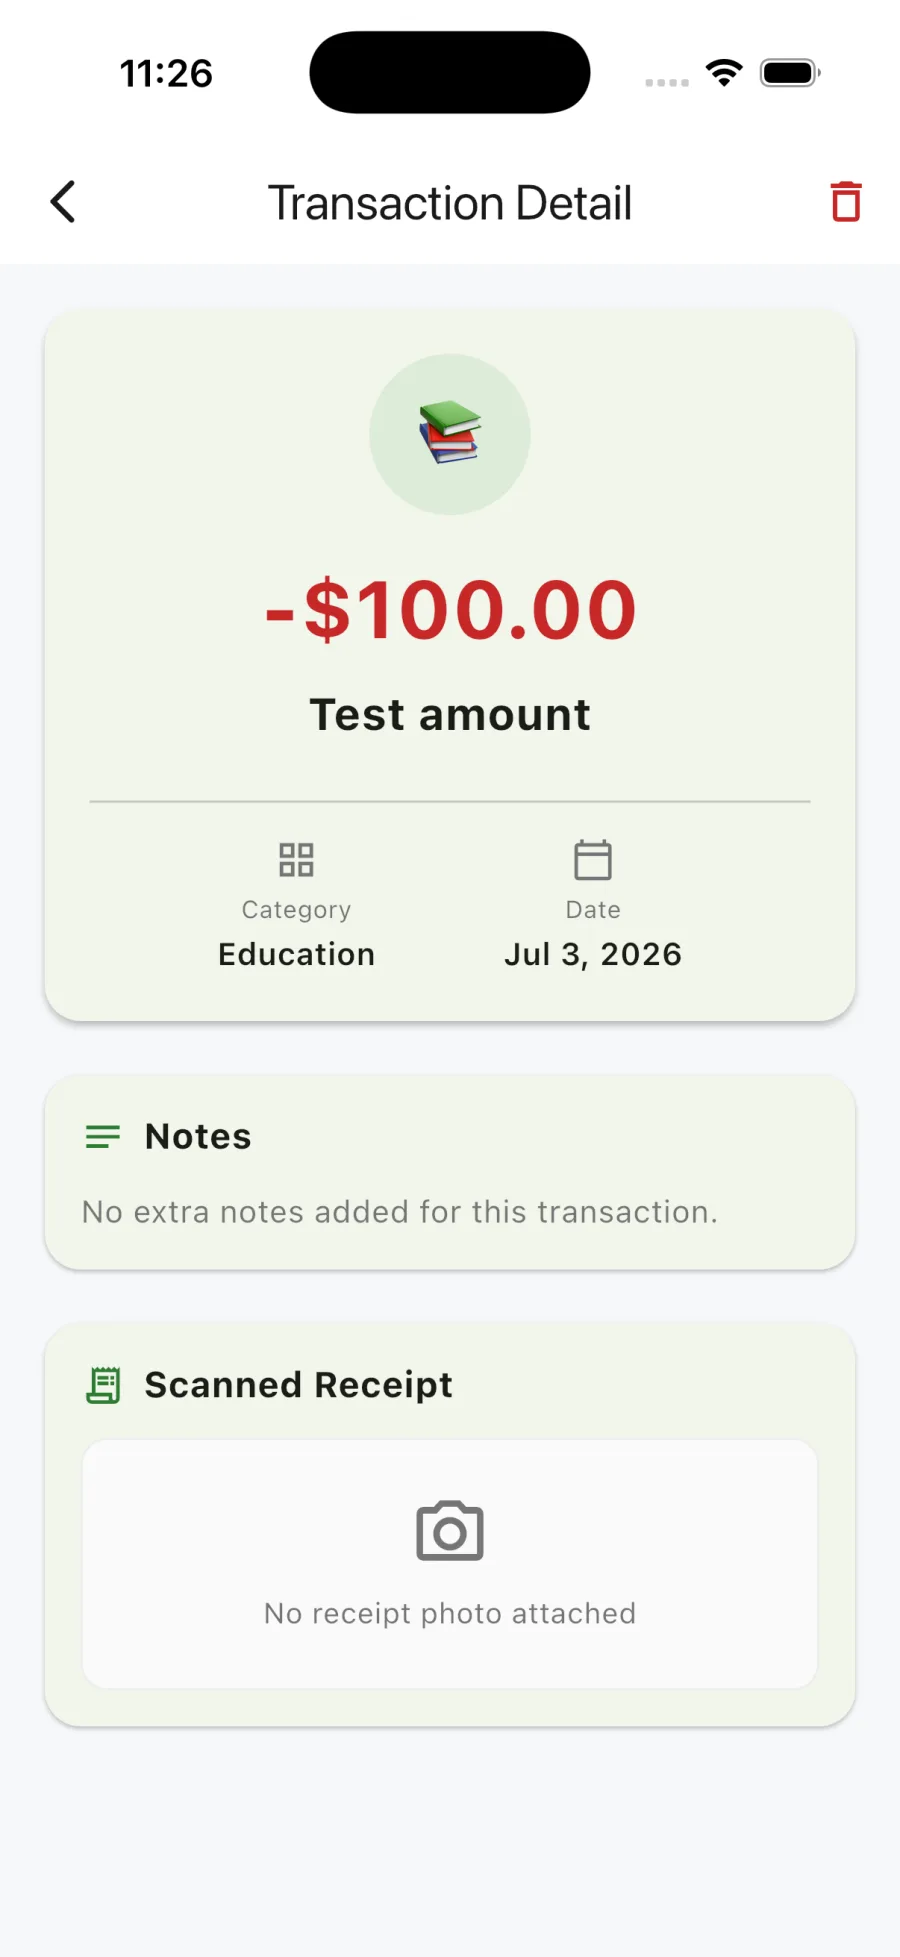 11:26
Transaction Detail
-$100.00
Test amount
Category
Date
Education
Jul 3, 2026
Notes
No extra notes added for this transaction.
Scanned Receipt
No receipt photo attached